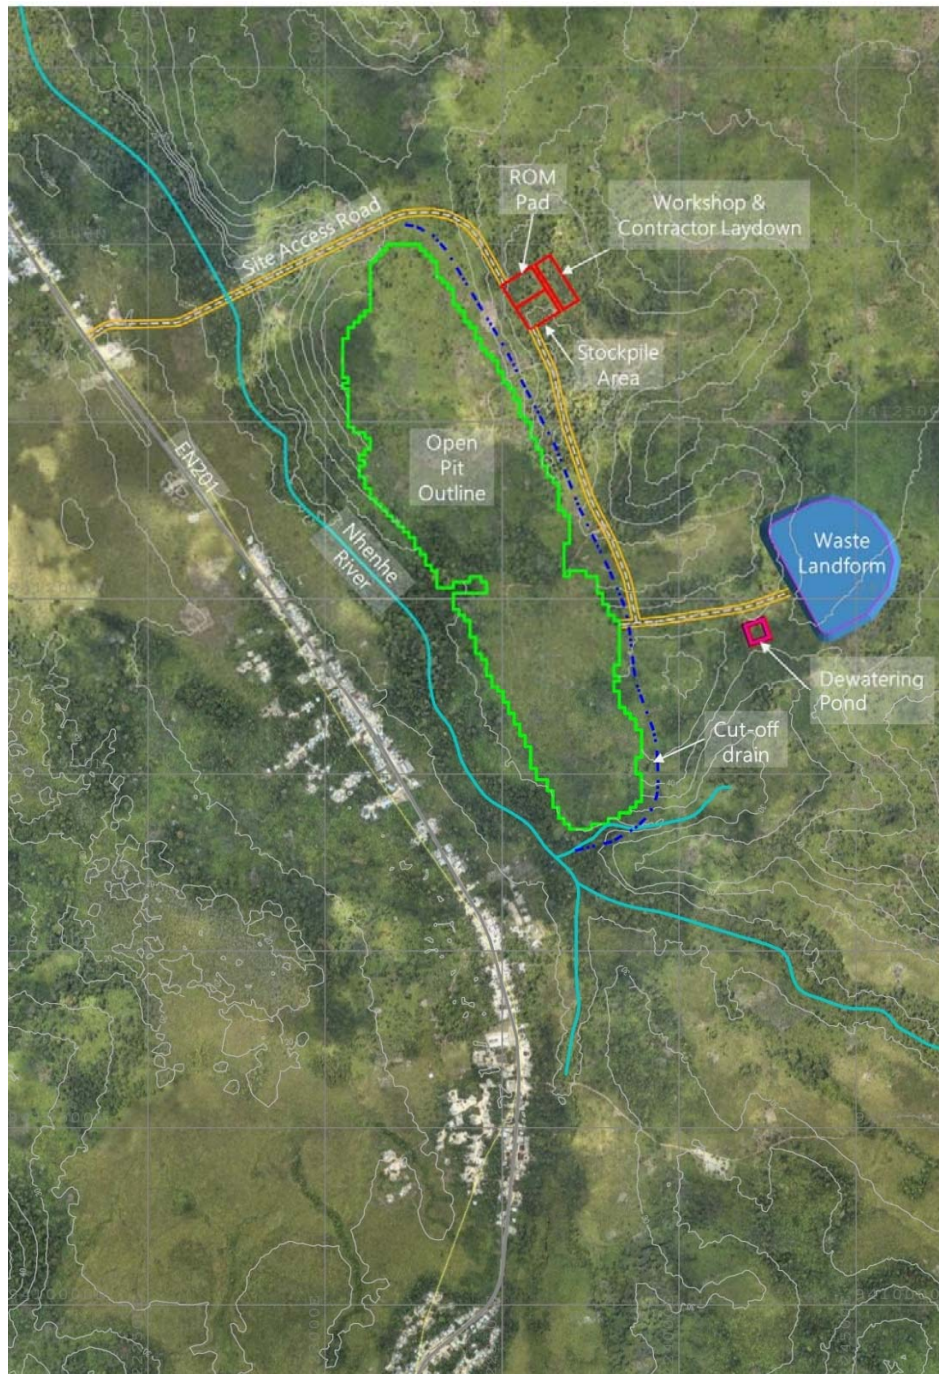 ROM
Pad
Workshop &
Contractor Laydown
Site Access Road
Stockpile
Area
Open
Pit
Outline
EN201
Nhenhe
River
Waste
Landform
Dewatering
Pond
Cut-off
drain